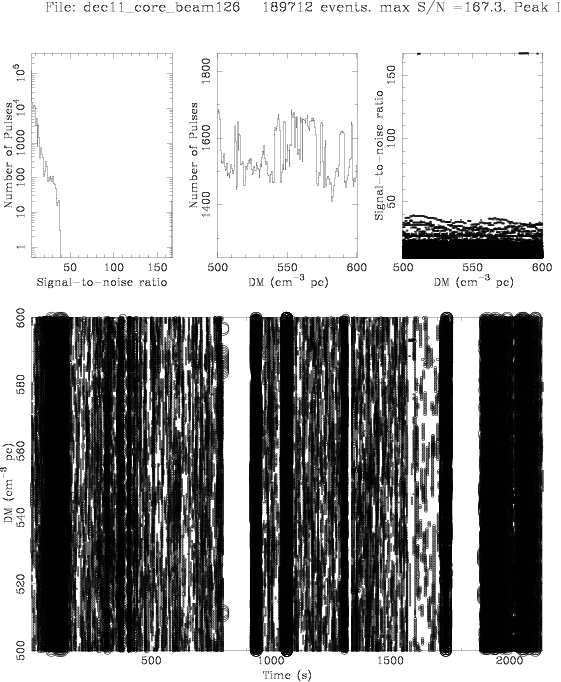 File: dec11_core_beam126 189712 events. max S/N =167.3. Peak I
Number of Pulses
1 10 100 1000 10⁴ 10⁵
50 100 150
Signal-to-noise ratio
Number of Pulses
1400 1600 1800
500 550 600
DM (cm⁻³ pc)
Signal-to-noise ratio
50 100 150
500 550 600
DM (cm⁻³ pc)
DM (cm⁻³ pc)
500 520 540 560 580 600
500 1000 1500 2000
Time (s)